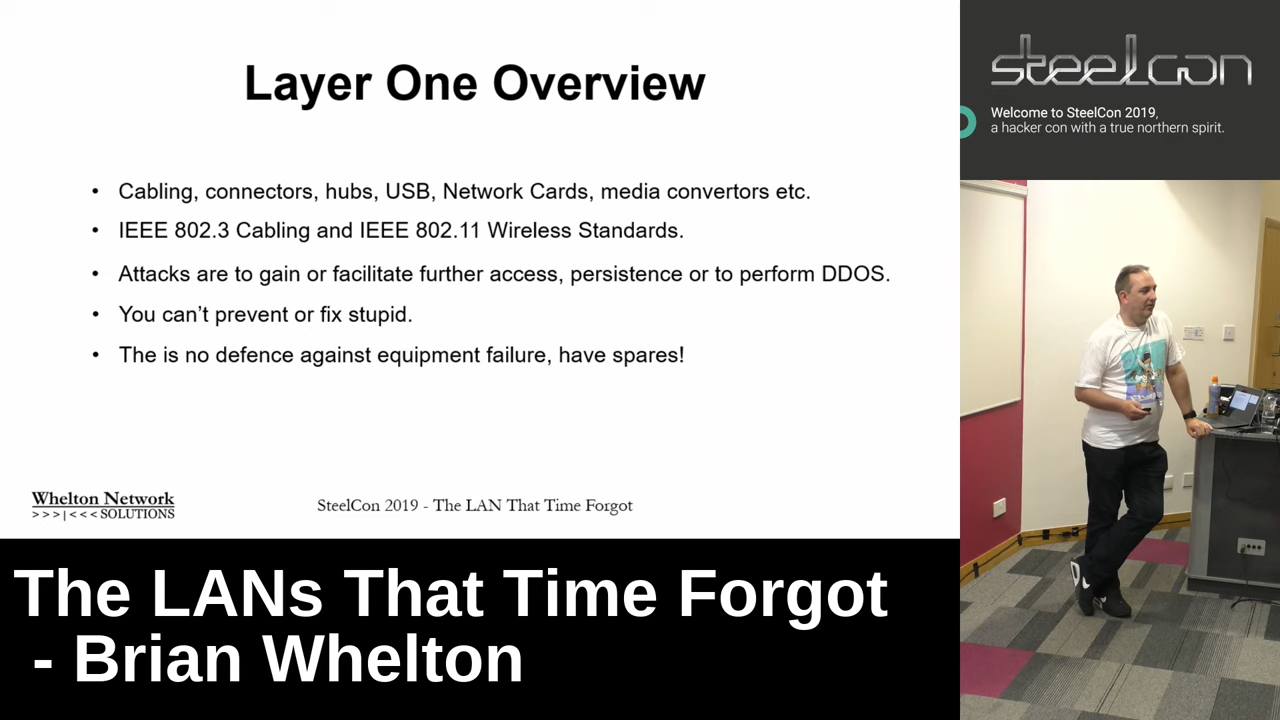 Layer One Overview
• Cabling, connectors, hubs, USB, Network Cards, media convertors etc.
• IEEE 802.3 Cabling and IEEE 802.11 Wireless Standards.
• Attacks are to gain or facilitate further access, persistence or to perform DDOS.
• You can’t prevent or fix stupid.
• The is no defence against equipment failure, have spares!
Whelton Network
>>>|<<< SOLUTIONS
SteelCon 2019 - The LAN That Time Forgot
The LANs That Time Forgot
- Brian Whelton
steelcon
Welcome to SteelCon 2019,
a hacker con with a true northern spirit.